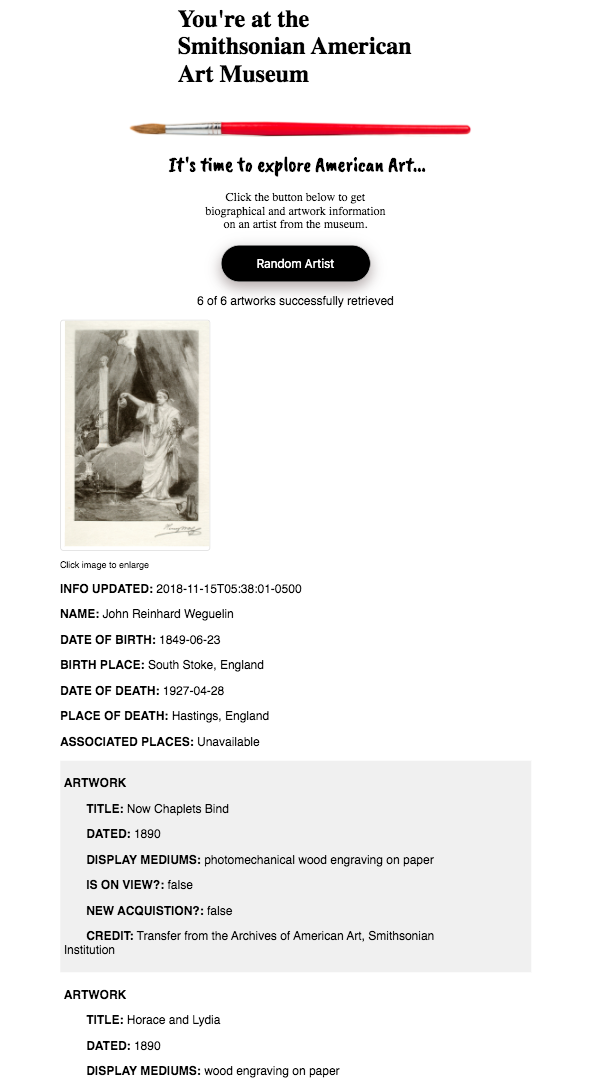 You're at the
Smithsonian American
Art Museum
It's time to explore American Art...
Click the button below to get
biographical and artwork information
on an artist from the museum.
Random Artist
6 of 6 artworks successfully retrieved
Click image to enlarge
INFO UPDATED: 2018-11-15T05:38:01-0500
NAME: John Reinhard Weguelin
DATE OF BIRTH: 1849-06-23
BIRTH PLACE: South Stoke, England
DATE OF DEATH: 1927-04-28
PLACE OF DEATH: Hastings, England
ASSOCIATED PLACES: Unavailable
ARTWORK
TITLE: Now Chaplets Bind
DATED: 1890
DISPLAY MEDIUMS: photomechanical wood engraving on paper
IS ON VIEW?: false
NEW ACQUISTION?: false
CREDIT: Transfer from the Archives of American Art, Smithsonian
Institution
ARTWORK
TITLE: Horace and Lydia
DATED: 1890
DISPLAY MEDIUMS: wood engraving on paper